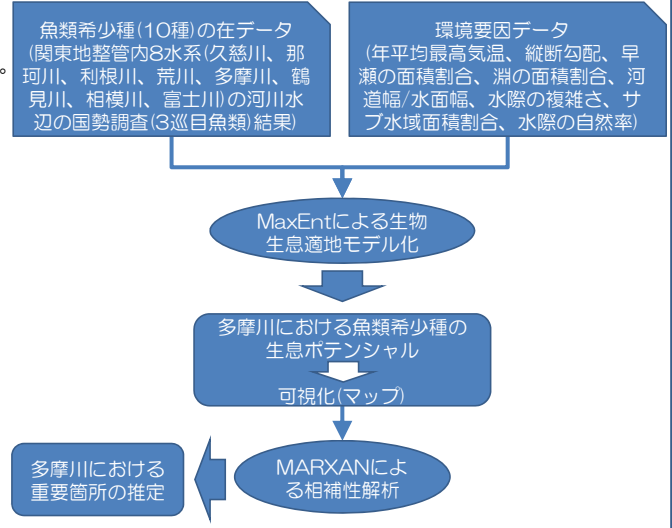 魚類希少種(10種)の在データ
(関東地整管内8水系(久慈川、那
珂川、利根川、荒川、多摩川、鶴
見川、相模川、富士川)の河川水
辺の国勢調査(3巡目魚類)結果)
環境要因データ
(年平均最高気温、縦断勾配、早
瀬の面積割合、淵の面積割合、河
道幅/水面幅、水際の複雑さ、サ
ブ水域面積割合、水際の自然率)
。
MaxEntによる生物
生息適地モデル化
多摩川における魚類希少種の
生息ポテンシャル
可視化(マップ)
MARXANによ
る相補性解析
多摩川における
重要箇所の推定